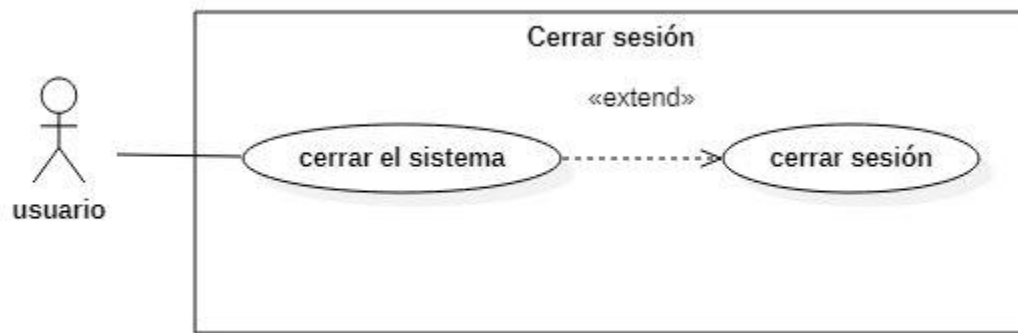 Cerrar sesión
«extend»
cerrar el sistema
cerrar sesión
usuario